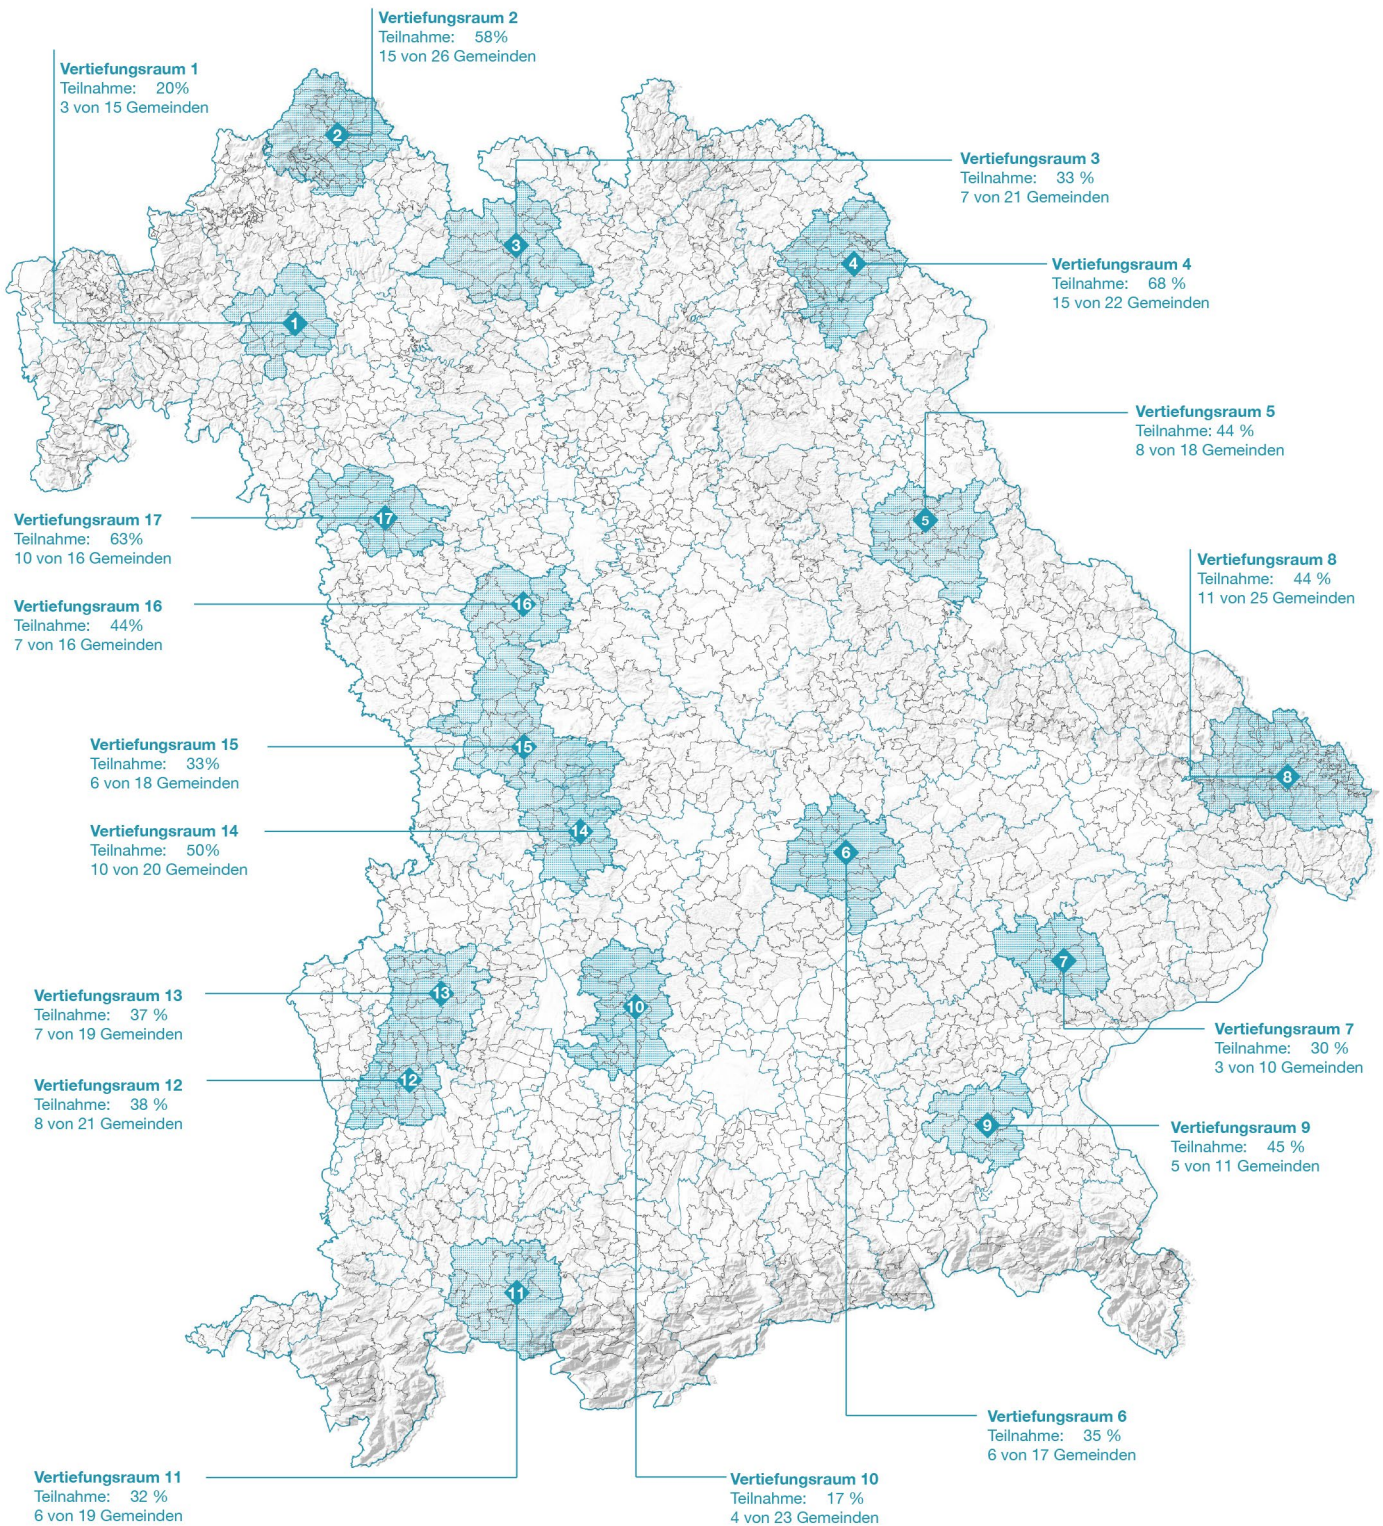 Vertiefungsraum 2
Teilnahme: 58%
15 von 26 Gemeinden
Vertiefungsraum 1
Teilnahme: 20%
3 von 15 Gemeinden
2
Vertiefungsraum 3
Teilnahme: 33 %
7 von 21 Gemeinden
3
4
Vertiefungsraum 4
Teilnahme: 68 %
15 von 22 Gemeinden
1
Vertiefungsraum 5
Teilnahme: 44 %
8 von 18 Gemeinden
Vertiefungsraum 17
Teilnahme: 63%
10 von 16 Gemeinden
17
5
Vertiefungsraum 8
Teilnahme: 44 %
11 von 25 Gemeinden
Vertiefungsraum 16
Teilnahme: 44%
7 von 16 Gemeinden
16
Vertiefungsraum 15
Teilnahme: 33%
6 von 18 Gemeinden
15
8
Vertiefungsraum 14
Teilnahme: 50%
10 von 20 Gemeinden
14
6
7
Vertiefungsraum 13
Teilnahme: 37 %
7 von 19 Gemeinden
13
10
Vertiefungsraum 7
Teilnahme: 30 %
3 von 10 Gemeinden
Vertiefungsraum 12
Teilnahme: 38 %
8 von 21 Gemeinden
12
9
Vertiefungsraum 9
Teilnahme: 45 %
5 von 11 Gemeinden
11
Vertiefungsraum 6
Teilnahme: 35 %
6 von 17 Gemeinden
Vertiefungsraum 11
Teilnahme: 32 %
6 von 19 Gemeinden
Vertiefungsraum 10
Teilnahme: 17 %
4 von 23 Gemeinden